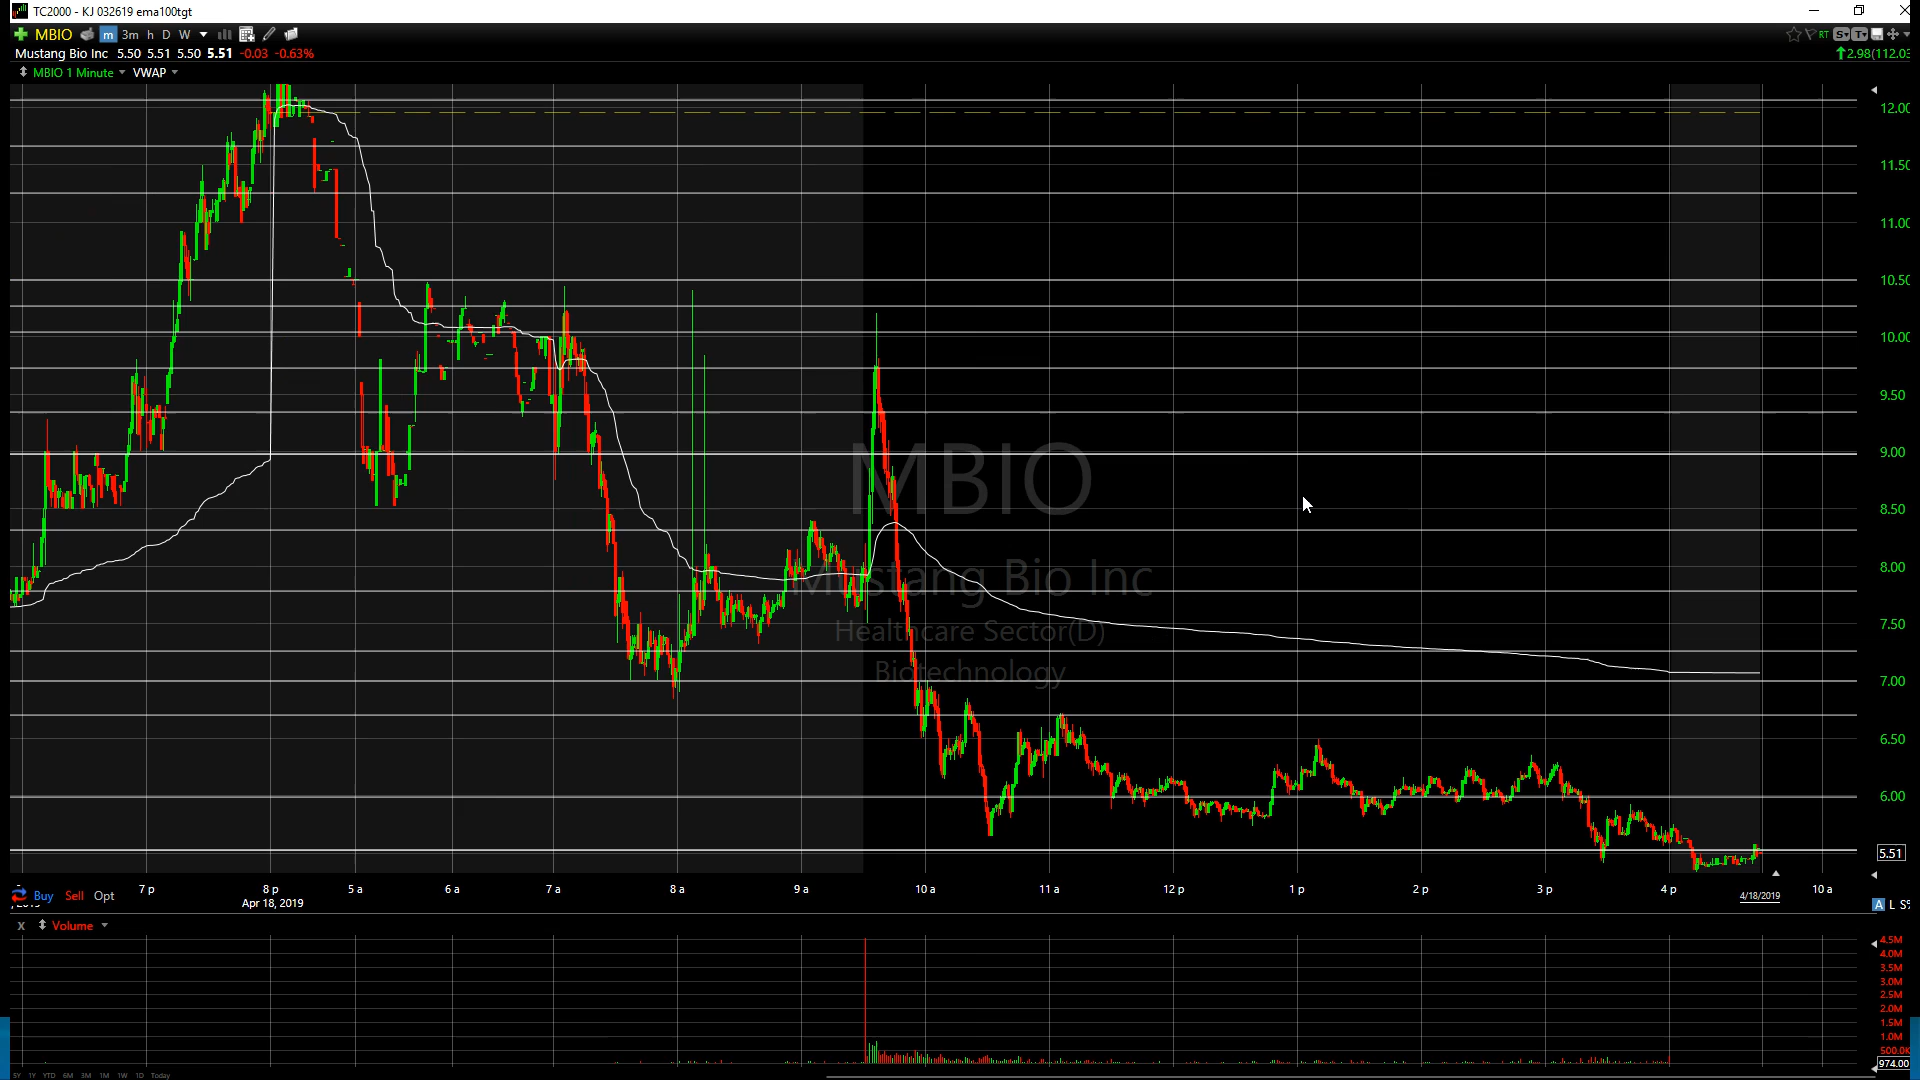 TC2000 - KJ 032619 ema100tgt
MBIO m 3m h D W RT S T
Mustang Bio Inc 5.50 5.51 5.50 5.51 -0.03 -0.63% 2.98(112.03
MBIO 1 Minute VWAP
12.00
11.50
11.00
10.50
10.00
9.50
9.00
MBIO
8.50
8.00
Mustang Bio Inc
7.50
Healthcare Sector(D)
Biotechnology
7.00
6.50
6.00
5.51
7 p 8 p 5 a 6 a 7 a 8 a 9 a 10 a 11 a 12 p 1 p 2 p 3 p 4 p 10 a
Buy Sell Opt
Apr 18, 2019 4/18/2019
A L S%
X Volume
4.5M
4.0M
3.5M
3.0M
2.5M
2.0M
1.5M
1.0M
500.0K
974.00
5Y 1Y YTD 6M 3M 1M 1W 1D Today